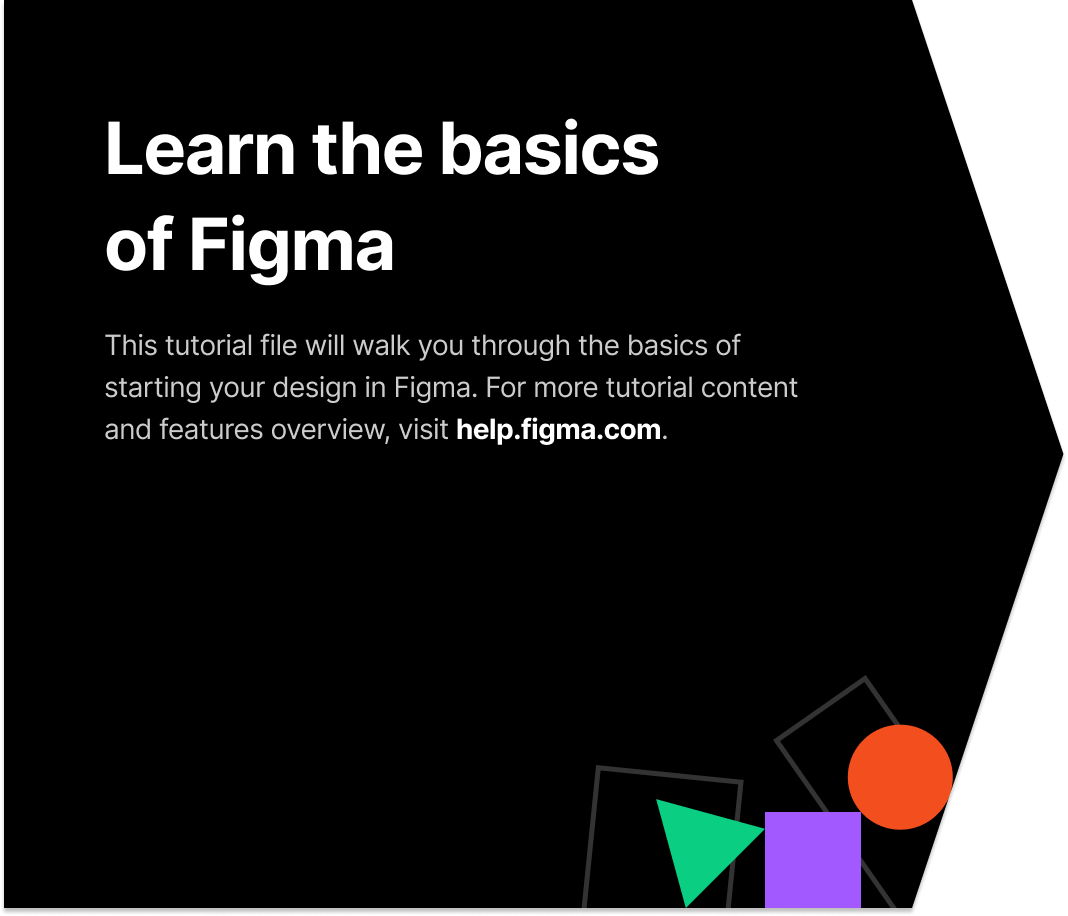 Learn the basics
of Figma
This tutorial file will walk you through the basics of
starting your design in Figma. For more tutorial content
and features overview, visit help.figma.com.